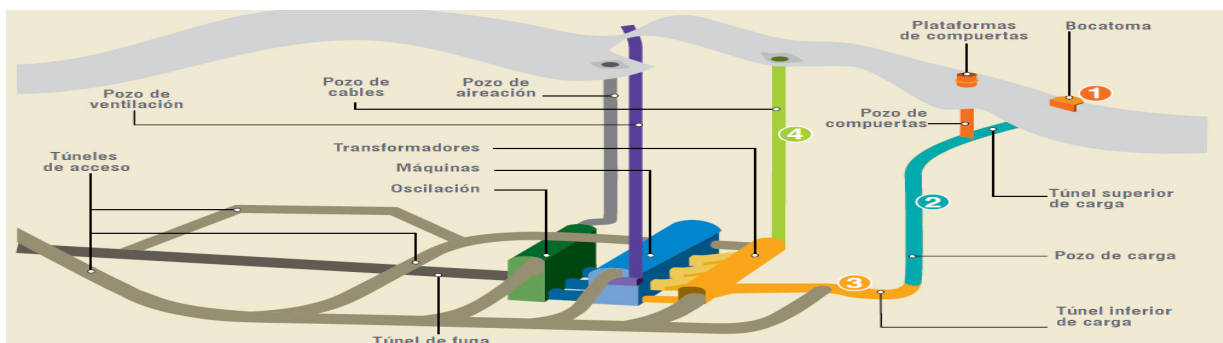 Plataformas
de compuertas
Bocatoma
1
Pozo de
ventilación
Pozo de
cables
Pozo de
aireación
Pozo de
compuertas
4
Túneles
de acceso
Transformadores
Máquinas
Oscilación
Túnel superior
de carga
2
Pozo de carga
3
Túnel inferior
de carga
Túnel de fuga